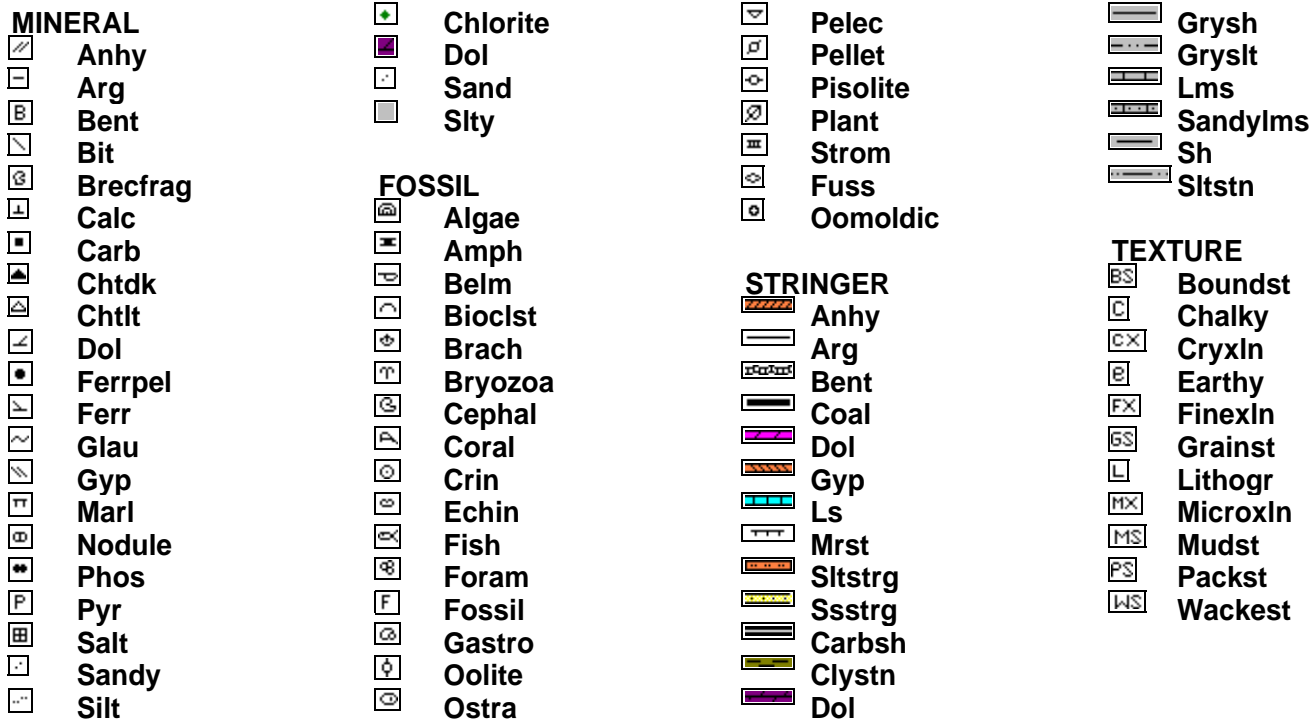 MINERAL
Anhy
Arg
B Bent
Bit
Brecfrag
Calc
Carb
Chtdk
Chtlt
Dol
Ferrpel
Ferr
Glau
Gyp
Marl
Nodule
Phos
P Pyr
Salt
Sandy
Silt
Chlorite
Dol
Sand
Slty
FOSSIL
Algae
Amph
Belm
Bioclst
Brach
Bryozoa
Cephal
Coral
Crin
Echin
Fish
Foram
F Fossil
Gastro
Oolite
Ostra
Pelec
Pellet
Pisolite
Plant
Strom
Fuss
Oomoldic
STRINGER
Anhy
Arg
Bent
Coal
Dol
Gyp
Ls
Mrst
Sltstrg
Ssstrg
Carbsh
Clystn
Dol
Grysh
Gryslt
Lms
Sandylms
Sh
Sltstn
TEXTURE
BS Boundst
C Chalky
CX Cryxln
e Earthy
FX Finexln
GS Grainst
L Lithogr
MX Microxln
MS Mudst
PS Packst
WS Wackest